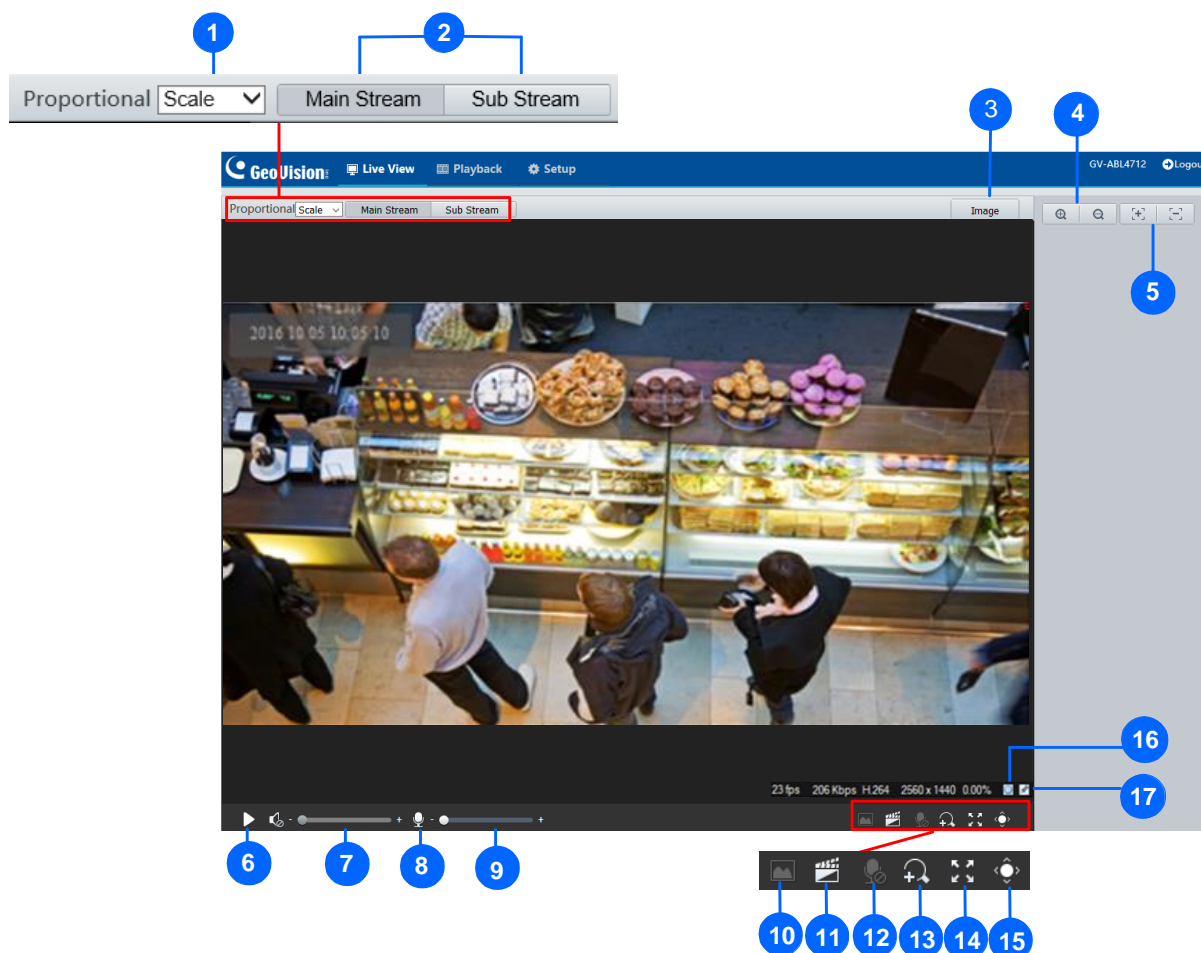 1
2
Proportional Scale Main Stream Sub Stream
3
4
GeoVision Live View Playback Setup GV-ABL4712 Logou
Proportional Scale Main Stream Sub Stream Image
5
2016 10 05 10:05:10
16
23 fps 206 Kbps H.264 2560 x 1440 0.00%
17
- + - +
6 7 8 9
10 11 12 13 14 15